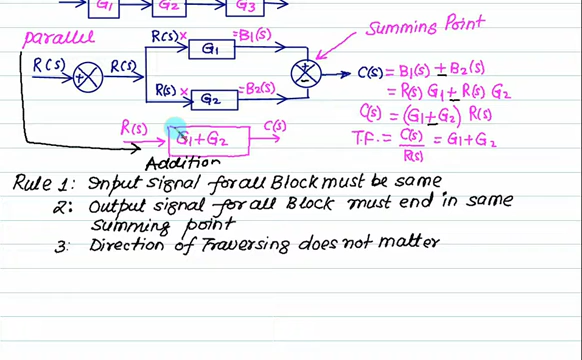 G1 G2 G3
parallel
Summing Point
R(s)x G1 =B1(s)
R(s) + R(s) + - C(s) = B1(s) ± B2(s)
R(s) x G2 =B2(s) = R(s) G1 ± R(s) G2
C(s) = (G1 ± G2) R(s)
R(s) G1 + G2 C(s) T.F. = C(s)/R(s) = G1 + G2
Addition
Rule 1: Input signal for all Block must be same.
2: Output signal for all Block must end in same
summing point
3: Direction of Traversing does not matter